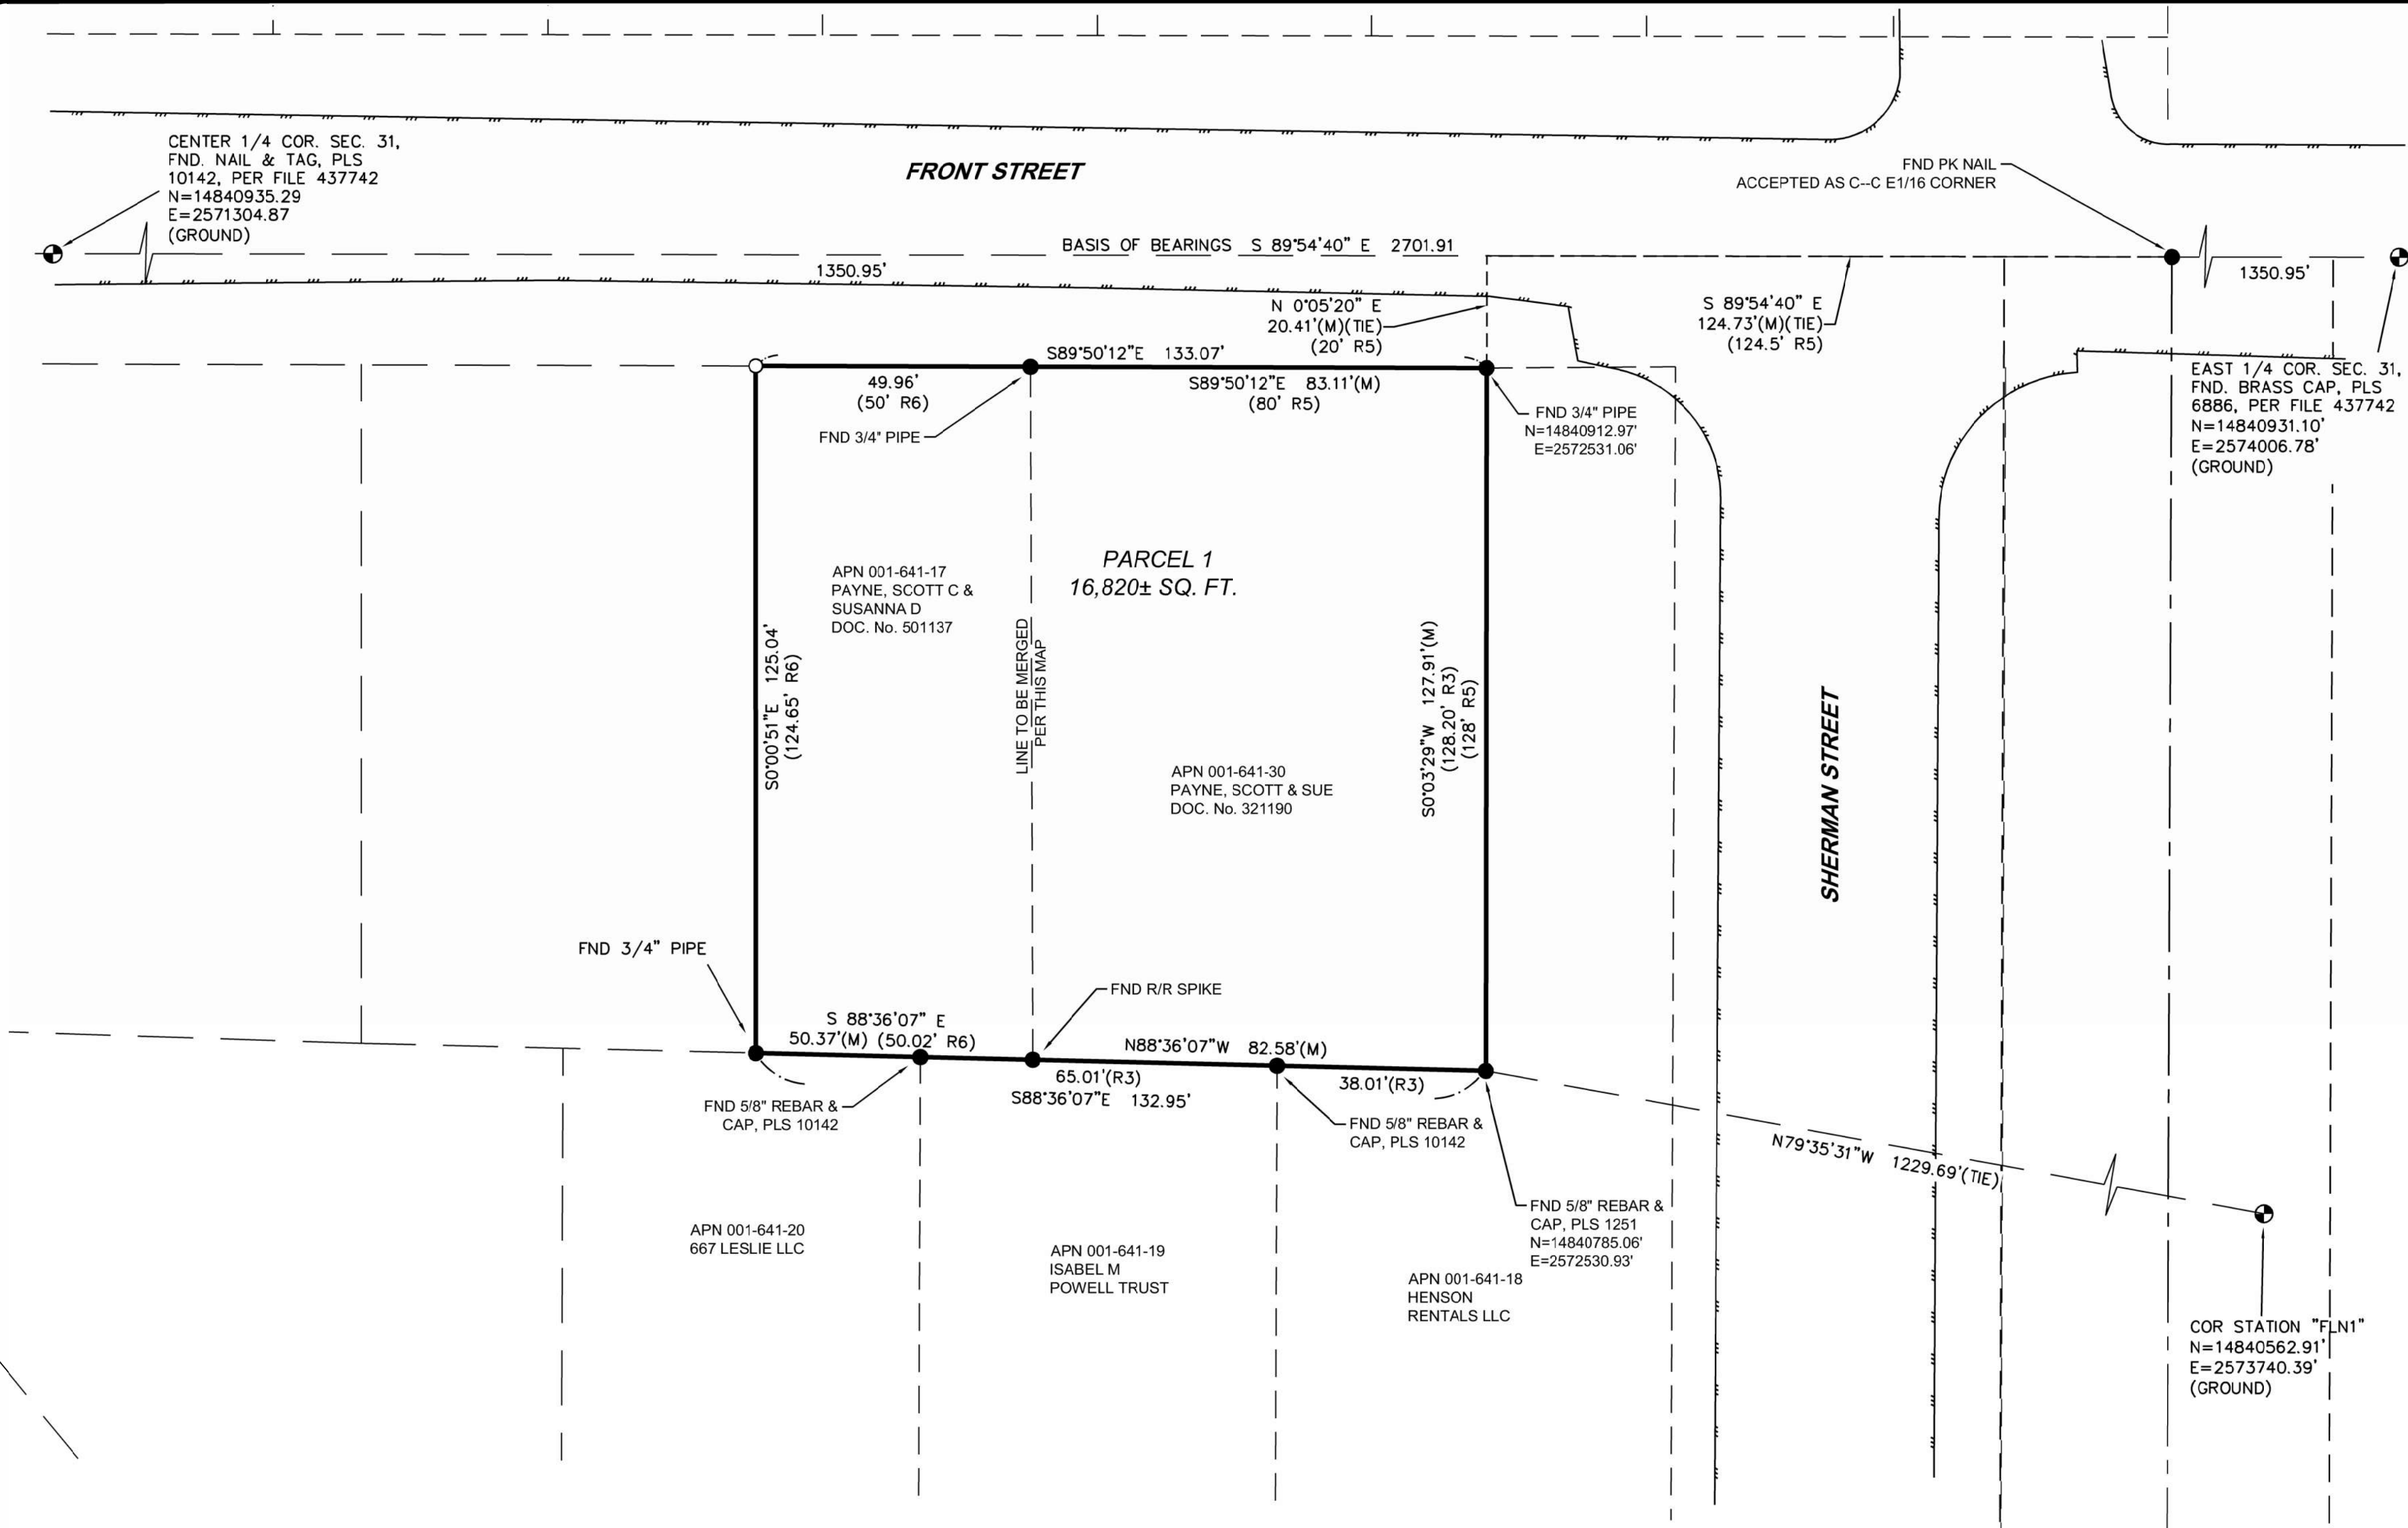 CENTER 1/4 COR. SEC. 31,
FND. NAIL & TAG, PLS
10142, PER FILE 437742
N=14840935.29
E=2571304.87
(GROUND)
FRONT STREET
FND PK NAIL
ACCEPTED AS C--C E1/16 CORNER
BASIS OF BEARINGS S 89°54'40" E 2701.91
1350.95'
1350.95'
N 0°05'20" E
20.41'(M)(TIE)
(20' R5)
S 89°54'40" E
124.73'(M)(TIE)
(124.5' R5)
EAST 1/4 COR. SEC. 31,
FND. BRASS CAP, PLS
6886, PER FILE 437742
N=14840931.10'
E=2574006.78'
(GROUND)
S89°50'12"E 133.07'
49.96'
(50' R6)
S89°50'12"E 83.11'(M)
(80' R5)
FND 3/4" PIPE
FND 3/4" PIPE
N=14840912.97'
E=2572531.06'
PARCEL 1
16,820± SQ. FT.
APN 001-641-17
PAYNE, SCOTT C &
SUSANNA D
DOC. No. 501137
S0°00'51"E 125.04'
(124.65' R6)
LINE TO BE MERGED
PER THIS MAP
S0°03'29"W 127.91'(M)
(128.20' R3)
(128' R5)
APN 001-641-30
PAYNE, SCOTT & SUE
DOC. No. 321190
SHERMAN STREET
FND 3/4" PIPE
FND R/R SPIKE
S 88°36'07" E
50.37'(M) (50.02' R6)
N88°36'07"W 82.58'(M)
65.01'(R3)
38.01'(R3)
S88°36'07"E 132.95'
FND 5/8" REBAR &
CAP, PLS 10142
FND 5/8" REBAR &
CAP, PLS 10142
N79°35'31"W 1229.69'(TIE)
FND 5/8" REBAR &
CAP, PLS 1251
N=14840785.06'
E=2572530.93'
APN 001-641-20
667 LESLIE LLC
APN 001-641-19
ISABEL M
POWELL TRUST
APN 001-641-18
HENSON
RENTALS LLC
COR STATION "FLN1"
N=14840562.91'
E=2573740.39'
(GROUND)